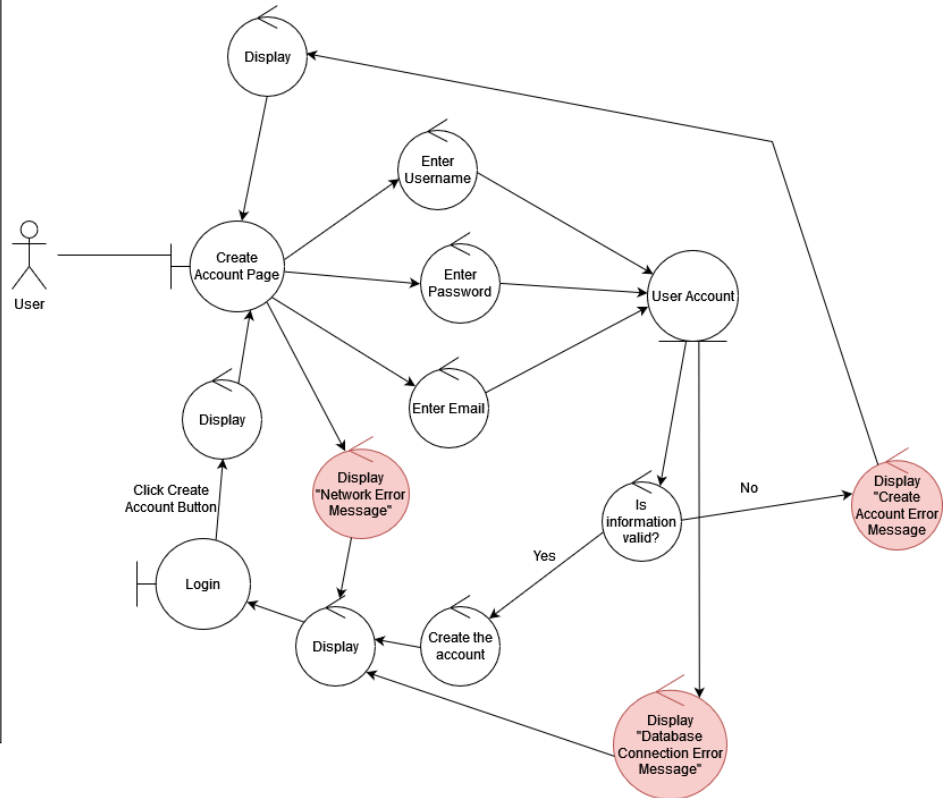 Display
Enter
Username
Create
Account Page
Enter
Password
User Account
User
Enter Email
Display
Display
"Network Error
Message"
Click Create
Account Button
Is
information
valid?
No
Display
"Create
Account Error
Message
Yes
Login
Display
Create the
account
Display
"Database
Connection Error
Message"